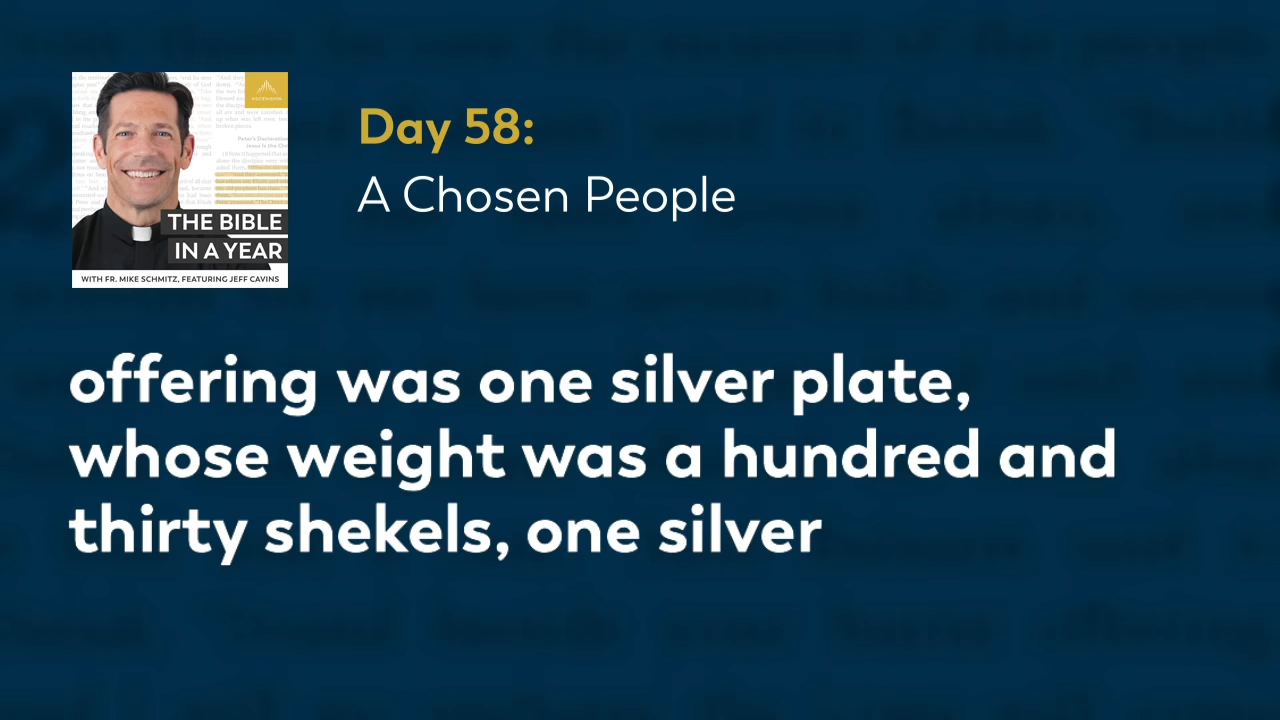 ASCENSION
THE BIBLE
IN A YEAR
WITH FR. MIKE SCHMITZ, FEATURING JEFF CAVINS
Day 58:
A Chosen People
offering was one silver plate,
whose weight was a hundred and
thirty shekels, one silver